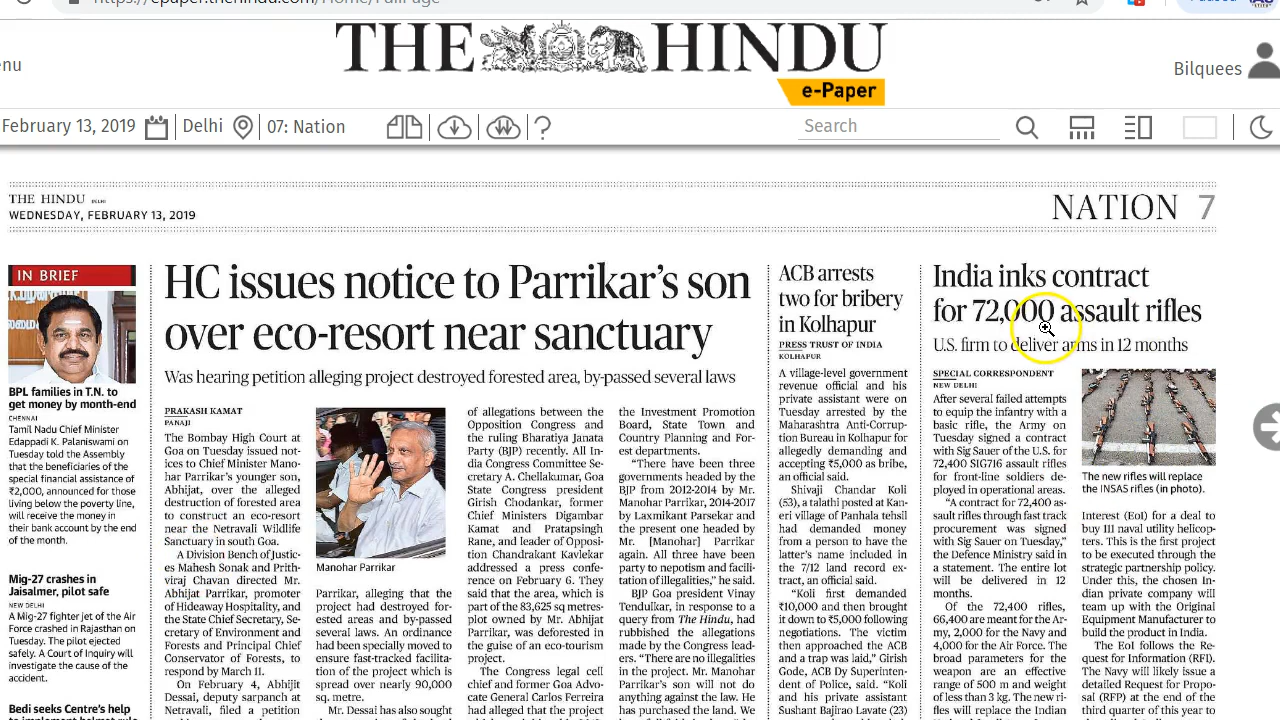 THE HINDU
e-Paper
Bilquees
February 13, 2019
Delhi
07: Nation
Search
THE HINDU
WEDNESDAY, FEBRUARY 13, 2019
NATION 7
IN BRIEF
BPL families in T.N. to
get money by month-end
CHENNAI
Tamil Nadu Chief Minister
Edappadi K. Palaniswami on
Tuesday told the Assembly
that the beneficiaries of the
special financial assistance of
₹2,000, announced for those
living below the poverty line,
will receive the money in
their bank account by the end
of the month.
Mig-27 crashes in
Jaisalmer, pilot safe
NEW DELHI
A Mig-27 fighter jet of the Air
Force crashed in Rajasthan on
Tuesday. The pilot ejected
safely. A Court of Inquiry will
investigate the cause of the
accident.
Bedi seeks Centre's help
HC issues notice to Parrikar's son
over eco-resort near sanctuary
Was hearing petition alleging project destroyed forested area, by-passed several laws
PRAKASH KAMAT
PANAJI
The Bombay High Court at
Goa on Tuesday issued not-
ices to Chief Minister Mano-
har Parrikar's younger son,
Abhijat, over the alleged
destruction of forested area
to construct an eco-resort
near the Netravali Wildlife
Sanctuary in south Goa.
A Division Bench of Justic-
es Mahesh Sonak and Prith-
viraj Chavan directed Mr.
Abhijat Parrikar, promoter
of Hideaway Hospitality, and
the State Chief Secretary, Se-
cretary of Environment and
Forests and Principal Chief
Conservator of Forests, to
respond by March 11.
On February 4, Abhijit
Dessai, deputy sarpanch at
Netravali, filed a petition
Manohar Parrikar
Parrikar, alleging that the
project had destroyed for-
ested areas and by-passed
several laws. An ordinance
had been specially moved to
ensure fast-tracked facilita-
tion of the project which is
spread over nearly 90,000
sq. metre.
Mr. Dessai has also sought
of allegations between the
Opposition Congress and
the ruling Bharatiya Janata
Party (BJP) recently. All In-
dia Congress Committee Se-
cretary A. Chellakumar, Goa
State Congress president
Girish Chodankar, former
Chief Ministers Digambar
Kamat and Pratapsingh
Rane, and leader of Opposi-
tion Chandrakant Kavlekar
addressed a press confe-
rence on February 6. They
said that the area, which is
part of the 83,625 sq metres-
plot owned by Mr. Abhijat
Parrikar, was deforested in
the guise of an eco-tourism
project.
The Congress legal cell
chief and former Goa Advo-
cate General Carlos Ferreira
had alleged that the project
the Investment Promotion
Board, State Town and
Country Planning and For-
est departments.
"There have been three
governments headed by the
BJP from 2012-2014 by Mr.
Manohar Parrikar, 2014-2017
by Laxmikant Parsekar and
the present one headed by
Mr. [Manohar] Parrikar
again. All three have been
party to nepotism and facili-
tation of illegalities," he said.
BJP Goa president Vinay
Tendulkar, in response to a
query from The Hindu, had
rubbished the allegations
made by the Congress lead-
ers. "There are no illegalities
in the project. Mr. Manohar
Parrikar's son will not do
anything against the law. He
has purchased the land. We
ACB arrests
two for bribery
in Kolhapur
PRESS TRUST OF INDIA
KOLHAPUR
A village-level government
revenue official and his
private assistant were on
Tuesday arrested by the
Maharashtra Anti-Corrup-
tion Bureau in Kolhapur for
allegedly demanding and
accepting ₹5,000 as bribe,
an official said.
Shivaji Chandar Koli
(53), a talathi posted at Kan-
eri village of Panhala tehsil
had demanded money
from a person to have the
latter's name included in
the 7/12 land record ex-
tract, an official said.
"Koli first demanded
₹10,000 and then brought
it down to ₹5,000 following
negotiations. The victim
then approached the ACB
and a trap was laid," Girish
Gode, ACB Dy Superinten-
dent of Police, said. "Koli
and his private assistant
Sushant Bajirao Lavate (23)
India inks contract
for 72,000 assault rifles
U.S. firm to deliver arms in 12 months
SPECIAL CORRESPONDENT
NEW DELHI
After several failed attempts
to equip the infantry with a
basic rifle, the Army on
Tuesday signed a contract
with Sig Sauer of the U.S. for
72,400 SIG716 assault rifles
for front-line soldiers de-
ployed in operational areas.
"A contract for 72,400 as-
sault rifles through fast track
procurement was signed
with Sig Sauer on Tuesday,"
the Defence Ministry said in
a statement. The entire lot
will be delivered in 12
months.
Of the 72,400 rifles,
66,400 are meant for the Ar-
my, 2,000 for the Navy and
4,000 for the Air Force. The
broad parameters for the
weapon are an effective
range of 500 m and weight
of less than 3 kg. The new ri-
fles will replace the Indian
The new rifles will replace
the INSAS rifles (in photo).
Interest (EoI) for a deal to
buy 111 naval utility helicop-
ters. This is the first project
to be executed through the
strategic partnership policy.
Under this, the chosen In-
dian private company will
team up with the Original
Equipment Manufacturer to
build the product in India.
The EoI follows the Re-
quest for Information (RFI).
The Navy will likely issue a
detailed Request for Propo-
sal (RFP) at the end of the
third quarter of this year to